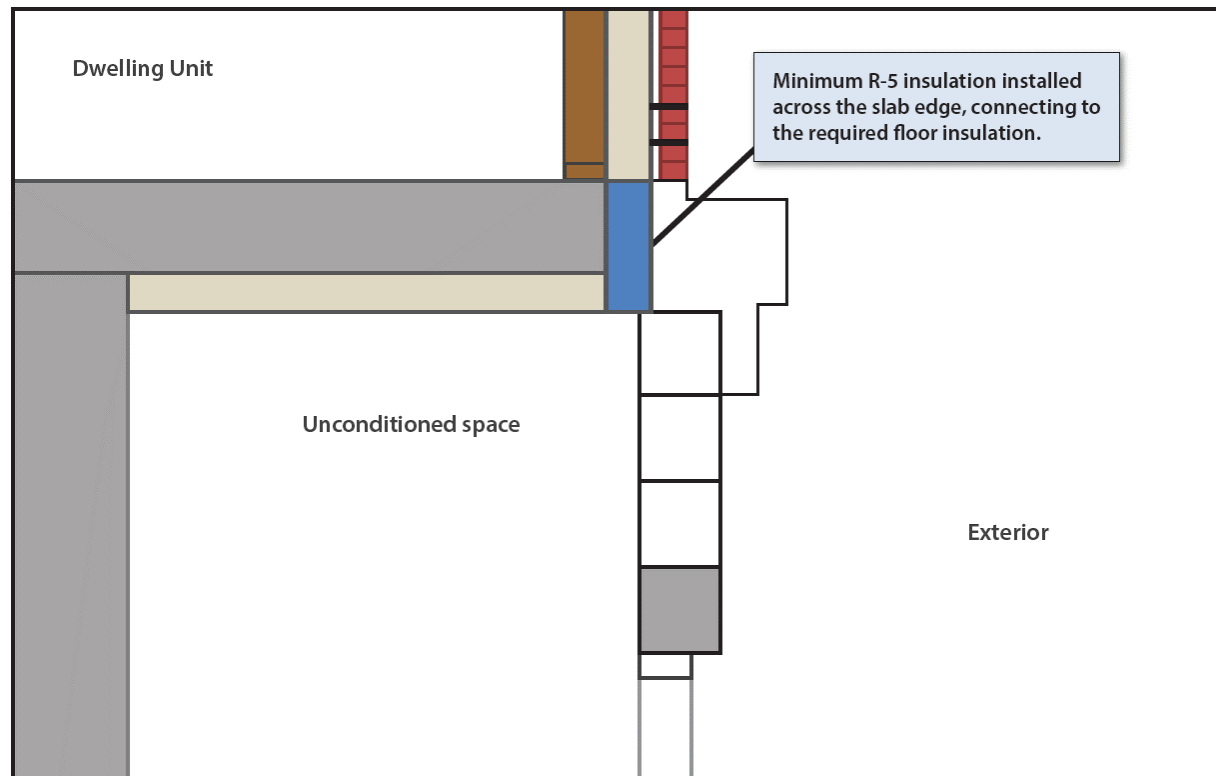 Dwelling Unit
Minimum R-5 insulation installed
across the slab edge, connecting to
the required floor insulation.
Unconditioned space
Exterior